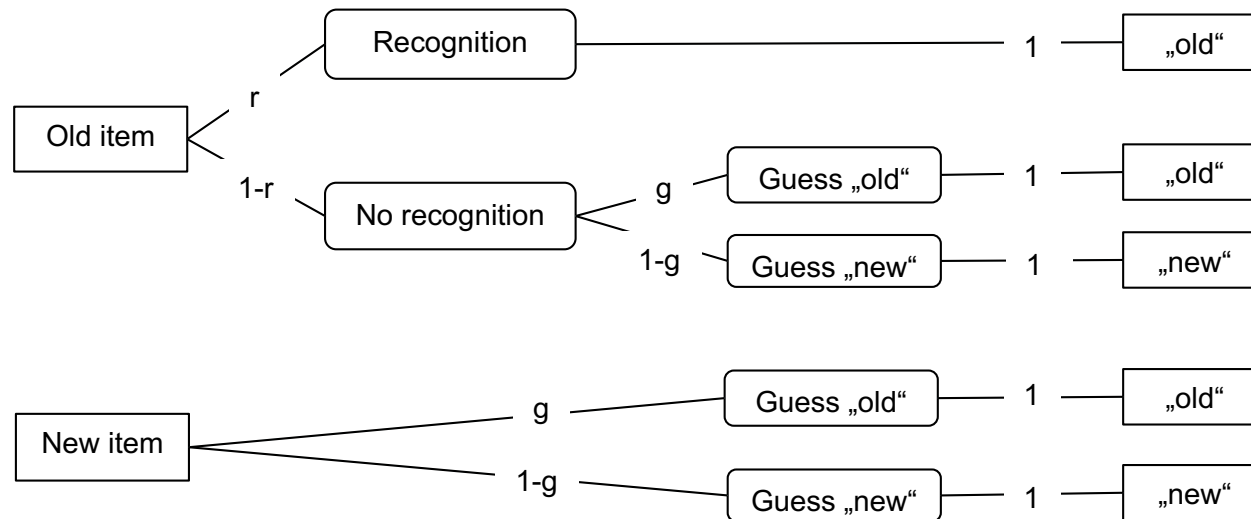 Recognition
1
„old“
r
Old item
1-r
No recognition
g
Guess „old“
1
„old“
1-g
Guess „new“
1
„new“
New item
g
Guess „old“
1
„old“
1-g
Guess „new“
1
„new“